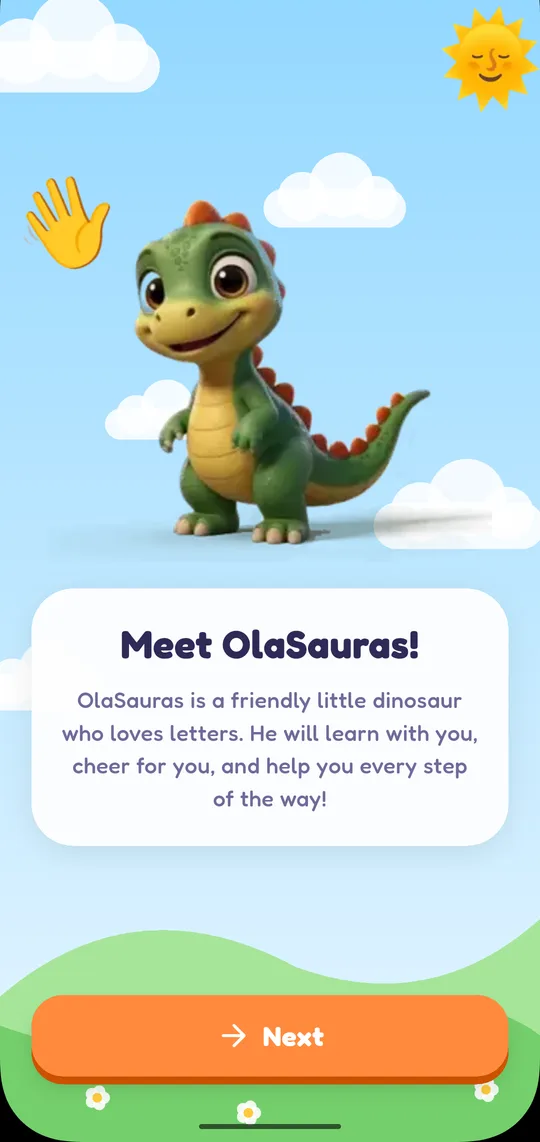 Meet OlaSauras!
OlaSauras is a friendly little dinosaur
who loves letters. He will learn with you,
cheer for you, and help you every step
of the way!
Next